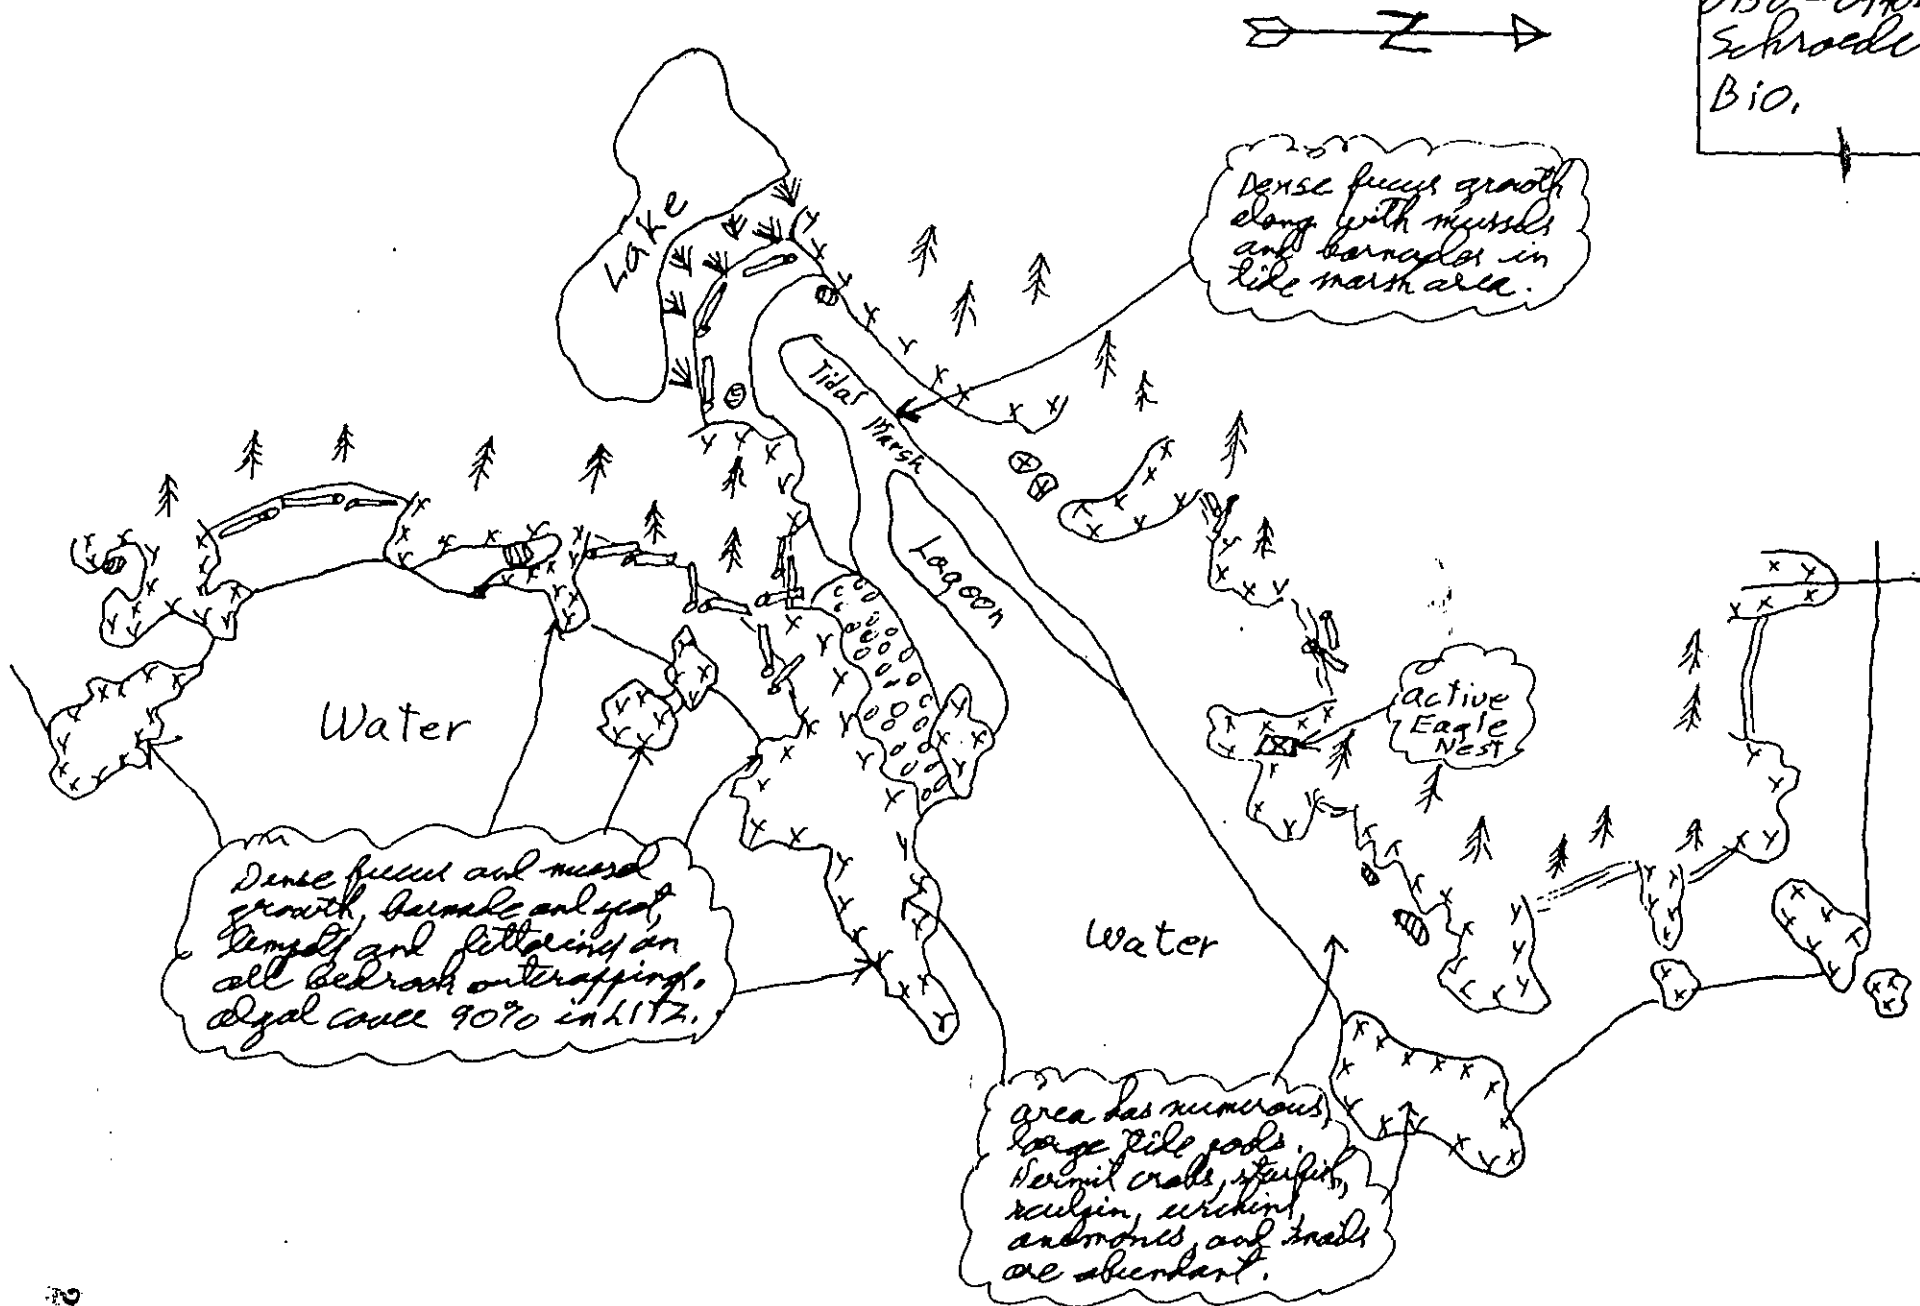 N
Schroede
Bio.
Dense fucus growth
along with mussels
and barnacles in
tide marsh area.
Lake
Tidal
Marsh
Lagoon
Water
active
Eagle
Nest
Dense fucus and mussel
growth, barnacle and spat,
limpets and littorines on
all bedrock outcroppings.
algal cover 90% in LITZ.
Water
area has numerous
large tide pools.
Hermit crabs, starfish,
sculpin, urchins,
anemones, and snails
are abundant.